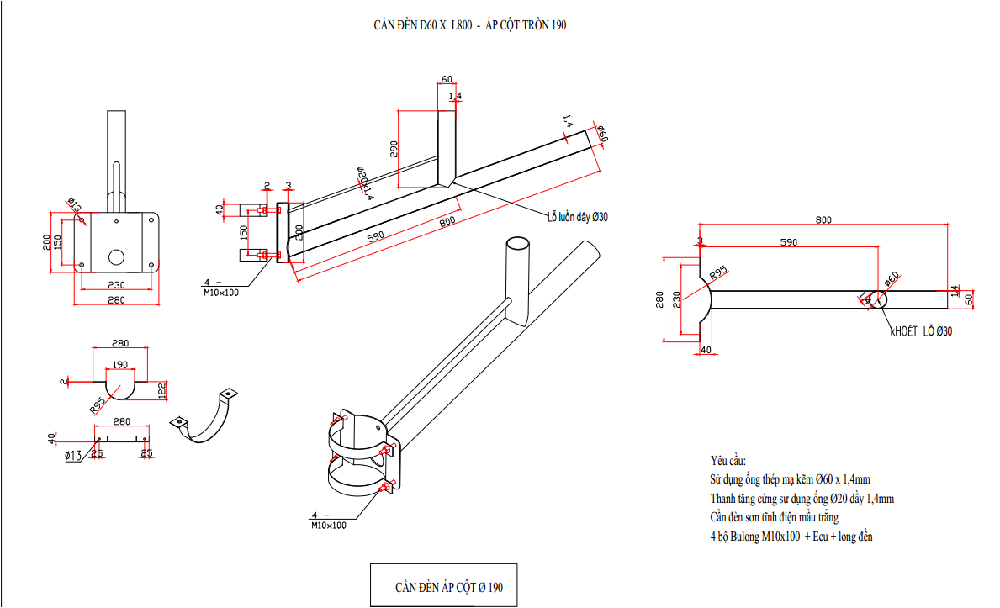 CẦN ĐÈN D60 X L800 - ẤP CỘT TRÒN 190
60
1,4
290
1,4
Ø60
Ø20x1,4
2
3
40
150
200
590
800
Lỗ luồn dây Ø30
4 -
M10x100
Ø13
200
150
230
280
800
3
590
R95
Ø60
280
230
1,4
1,4
60
40
kHOÉT LỖ Ø30
280
190
2
122
R95
280
40
Ø13
25
25
4 -
M10x100
Yêu cầu:
Sử dụng ống thép mạ kẽm Ø60 x 1,4mm
Thanh tăng cứng sử dụng ống Ø20 dầy 1,4mm
Cần đèn sơn tĩnh điện mầu trắng
4 bộ Bulong M10x100 + Ecu + long đền
CẦN ĐÈN ÁP CỘT Ø 190